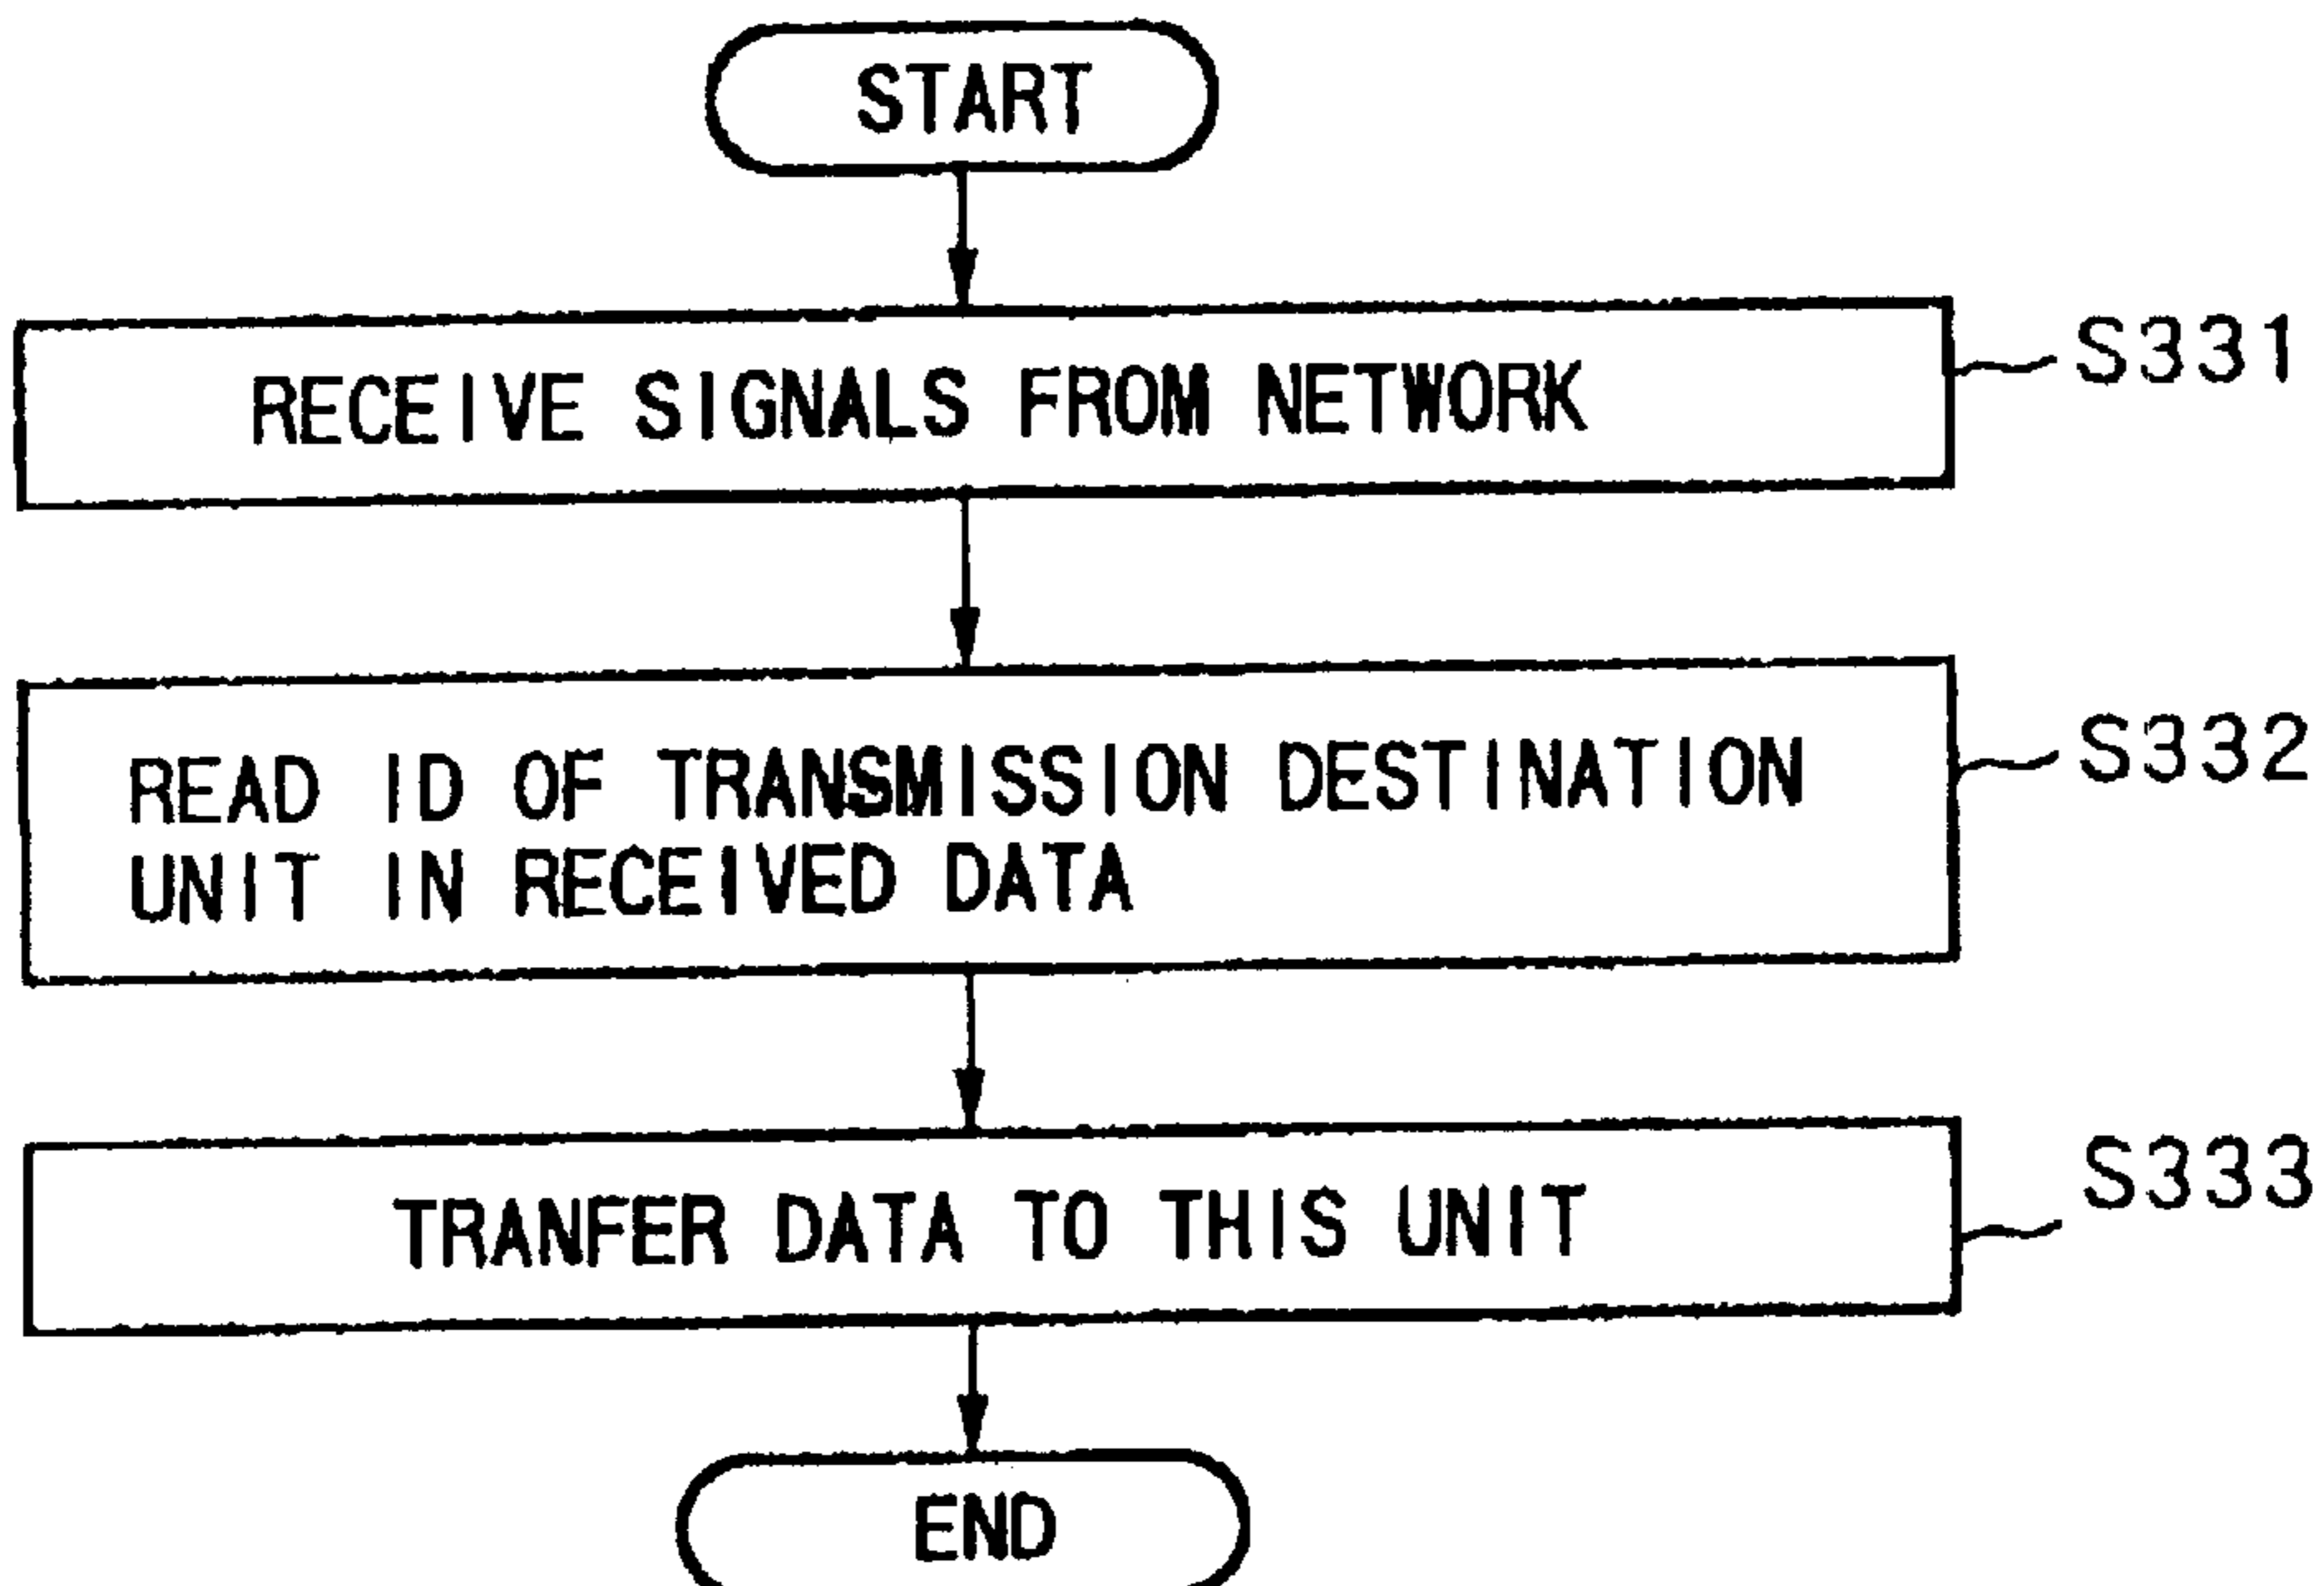 START
RECEIVE SIGNALS FROM NETWORK
S331
READ ID OF TRANSMISSION DESTINATION
UNIT IN RECEIVED DATA
S332
TRANFER DATA TO THIS UNIT
S333
END